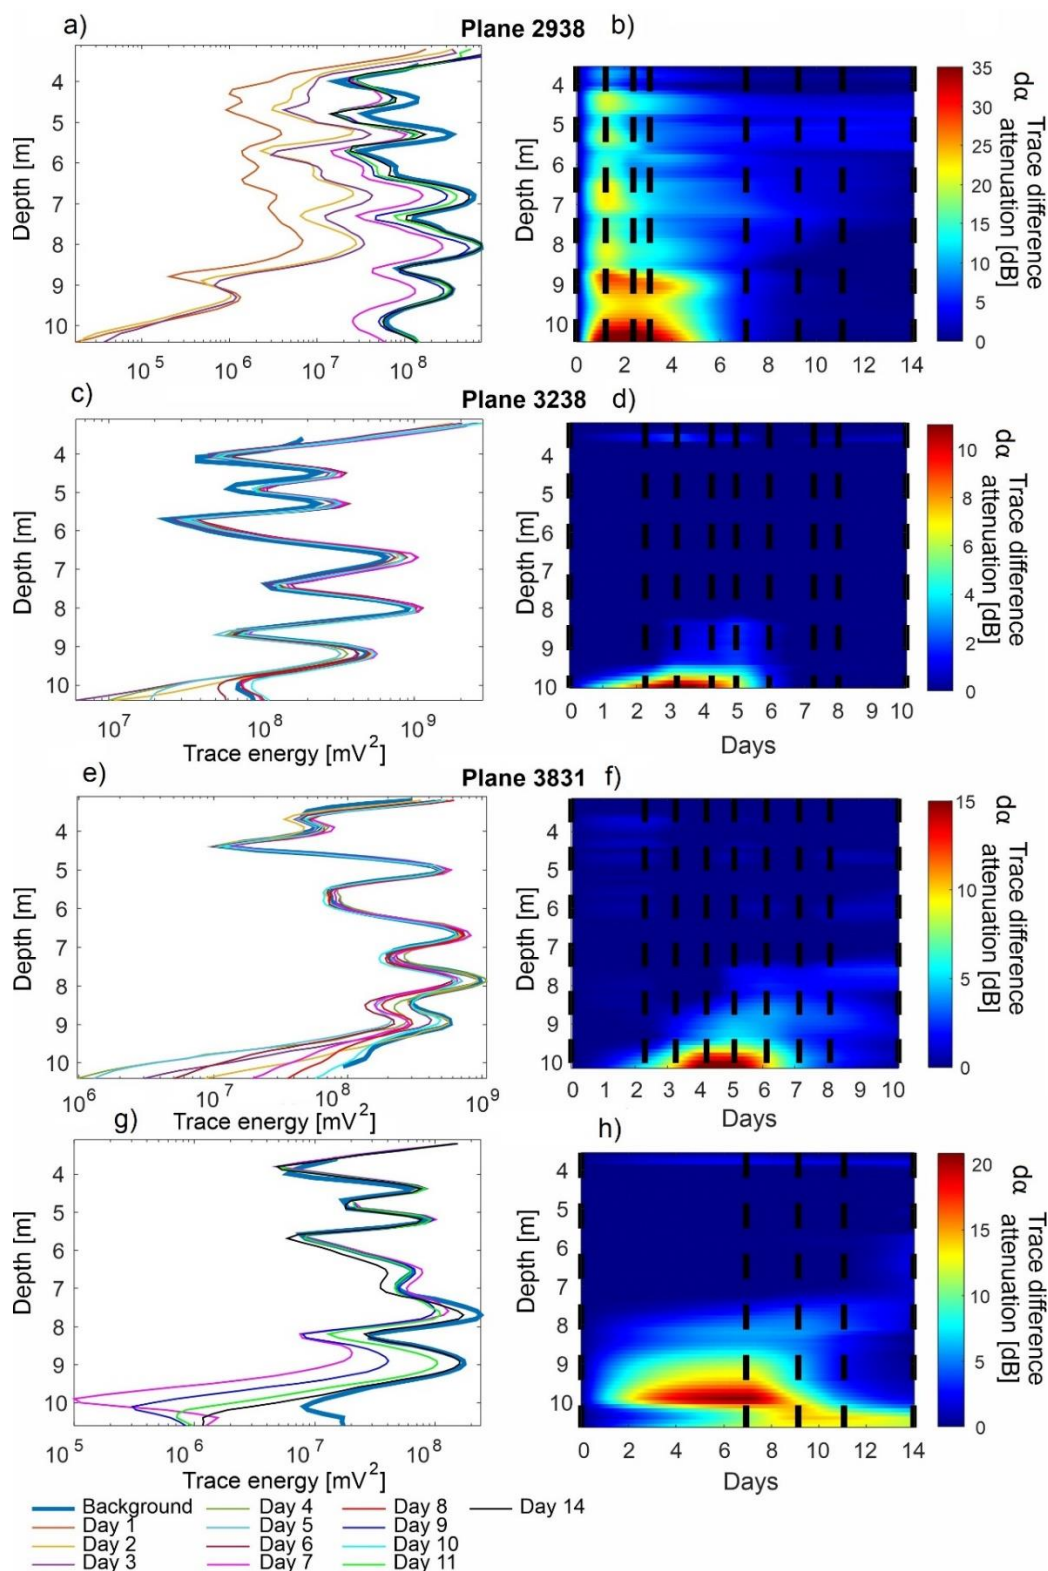 a)
Plane 2938
b)
Depth [m]
4
5
6
7
8
9
10
10^5 10^6 10^7 10^8
Depth [m]
4
5
6
7
8
9
10
0 2 4 6 8 10 12 14
35
30
25
20
15
10
5
0
dα
Trace difference
attenuation [dB]
c)
Plane 3238
d)
Depth [m]
4
5
6
7
8
9
10
10^7 10^8 10^9
Trace energy [mV^2]
Depth [m]
4
5
6
7
8
9
10
0 1 2 3 4 5 6 7 8 9 10
Days
10
8
6
4
2
0
dα
Trace difference
attenuation [dB]
e)
Plane 3831
f)
Depth [m]
4
5
6
7
8
9
10
10^6 10^7 10^8 10^9
Trace energy [mV^2]
Depth [m]
4
5
6
7
8
9
10
0 1 2 3 4 5 6 7 8 9 10
Days
15
10
5
0
dα
Trace difference
attenuation [dB]
g)
h)
Depth [m]
4
5
6
7
8
9
10
10^5 10^6 10^7 10^8
Trace energy [mV^2]
Depth [m]
4
5
6
7
8
9
10
0 2 4 6 8 10 12 14
Days
20
15
10
5
0
dα
Trace difference
attenuation [dB]
Background Day 4 Day 8 Day 14
Day 1 Day 5 Day 9
Day 2 Day 6 Day 10
Day 3 Day 7 Day 11